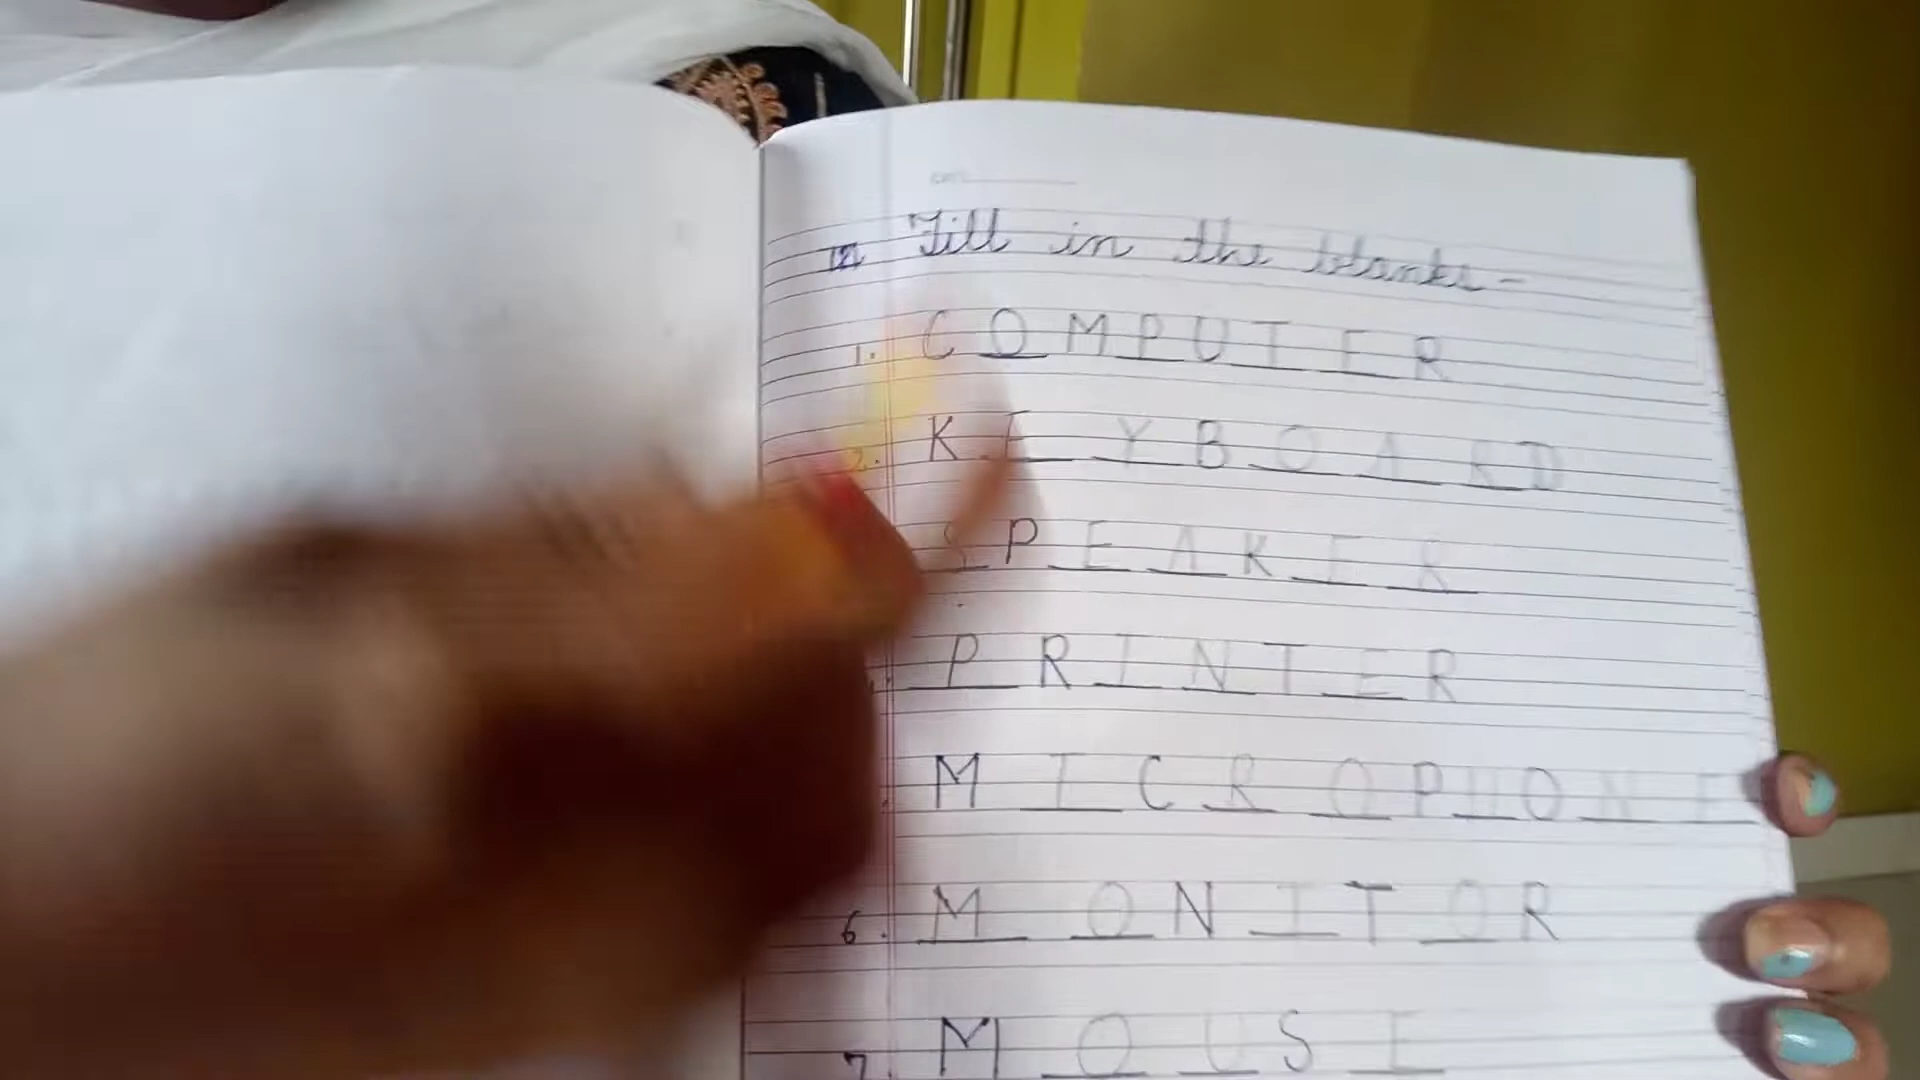 Fill in the blanks -
1. COMPUTER
2. KEYBOARD
SPEAKER
PRINTER
MICROPHONE
6. MONITOR
7. MOUSE